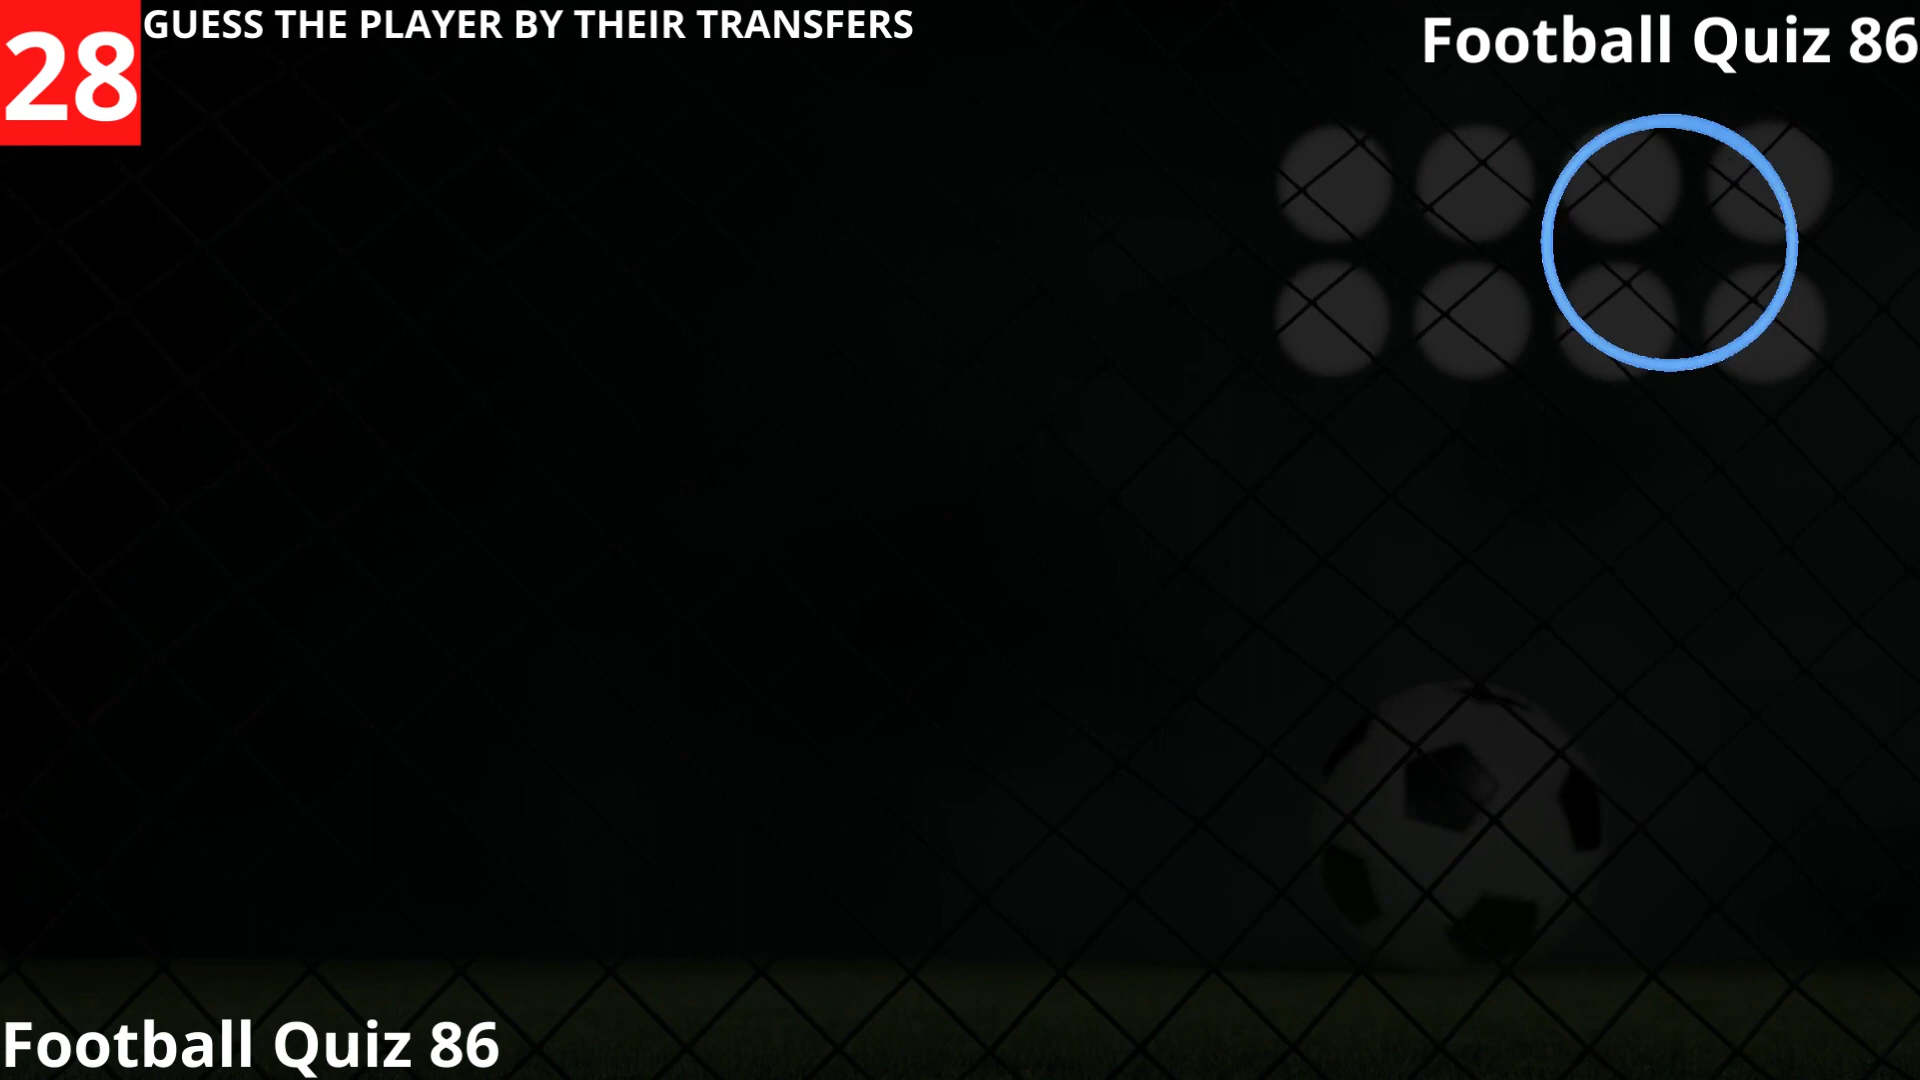 28
GUESS THE PLAYER BY THEIR TRANSFERS
Football Quiz 86
Football Quiz 86